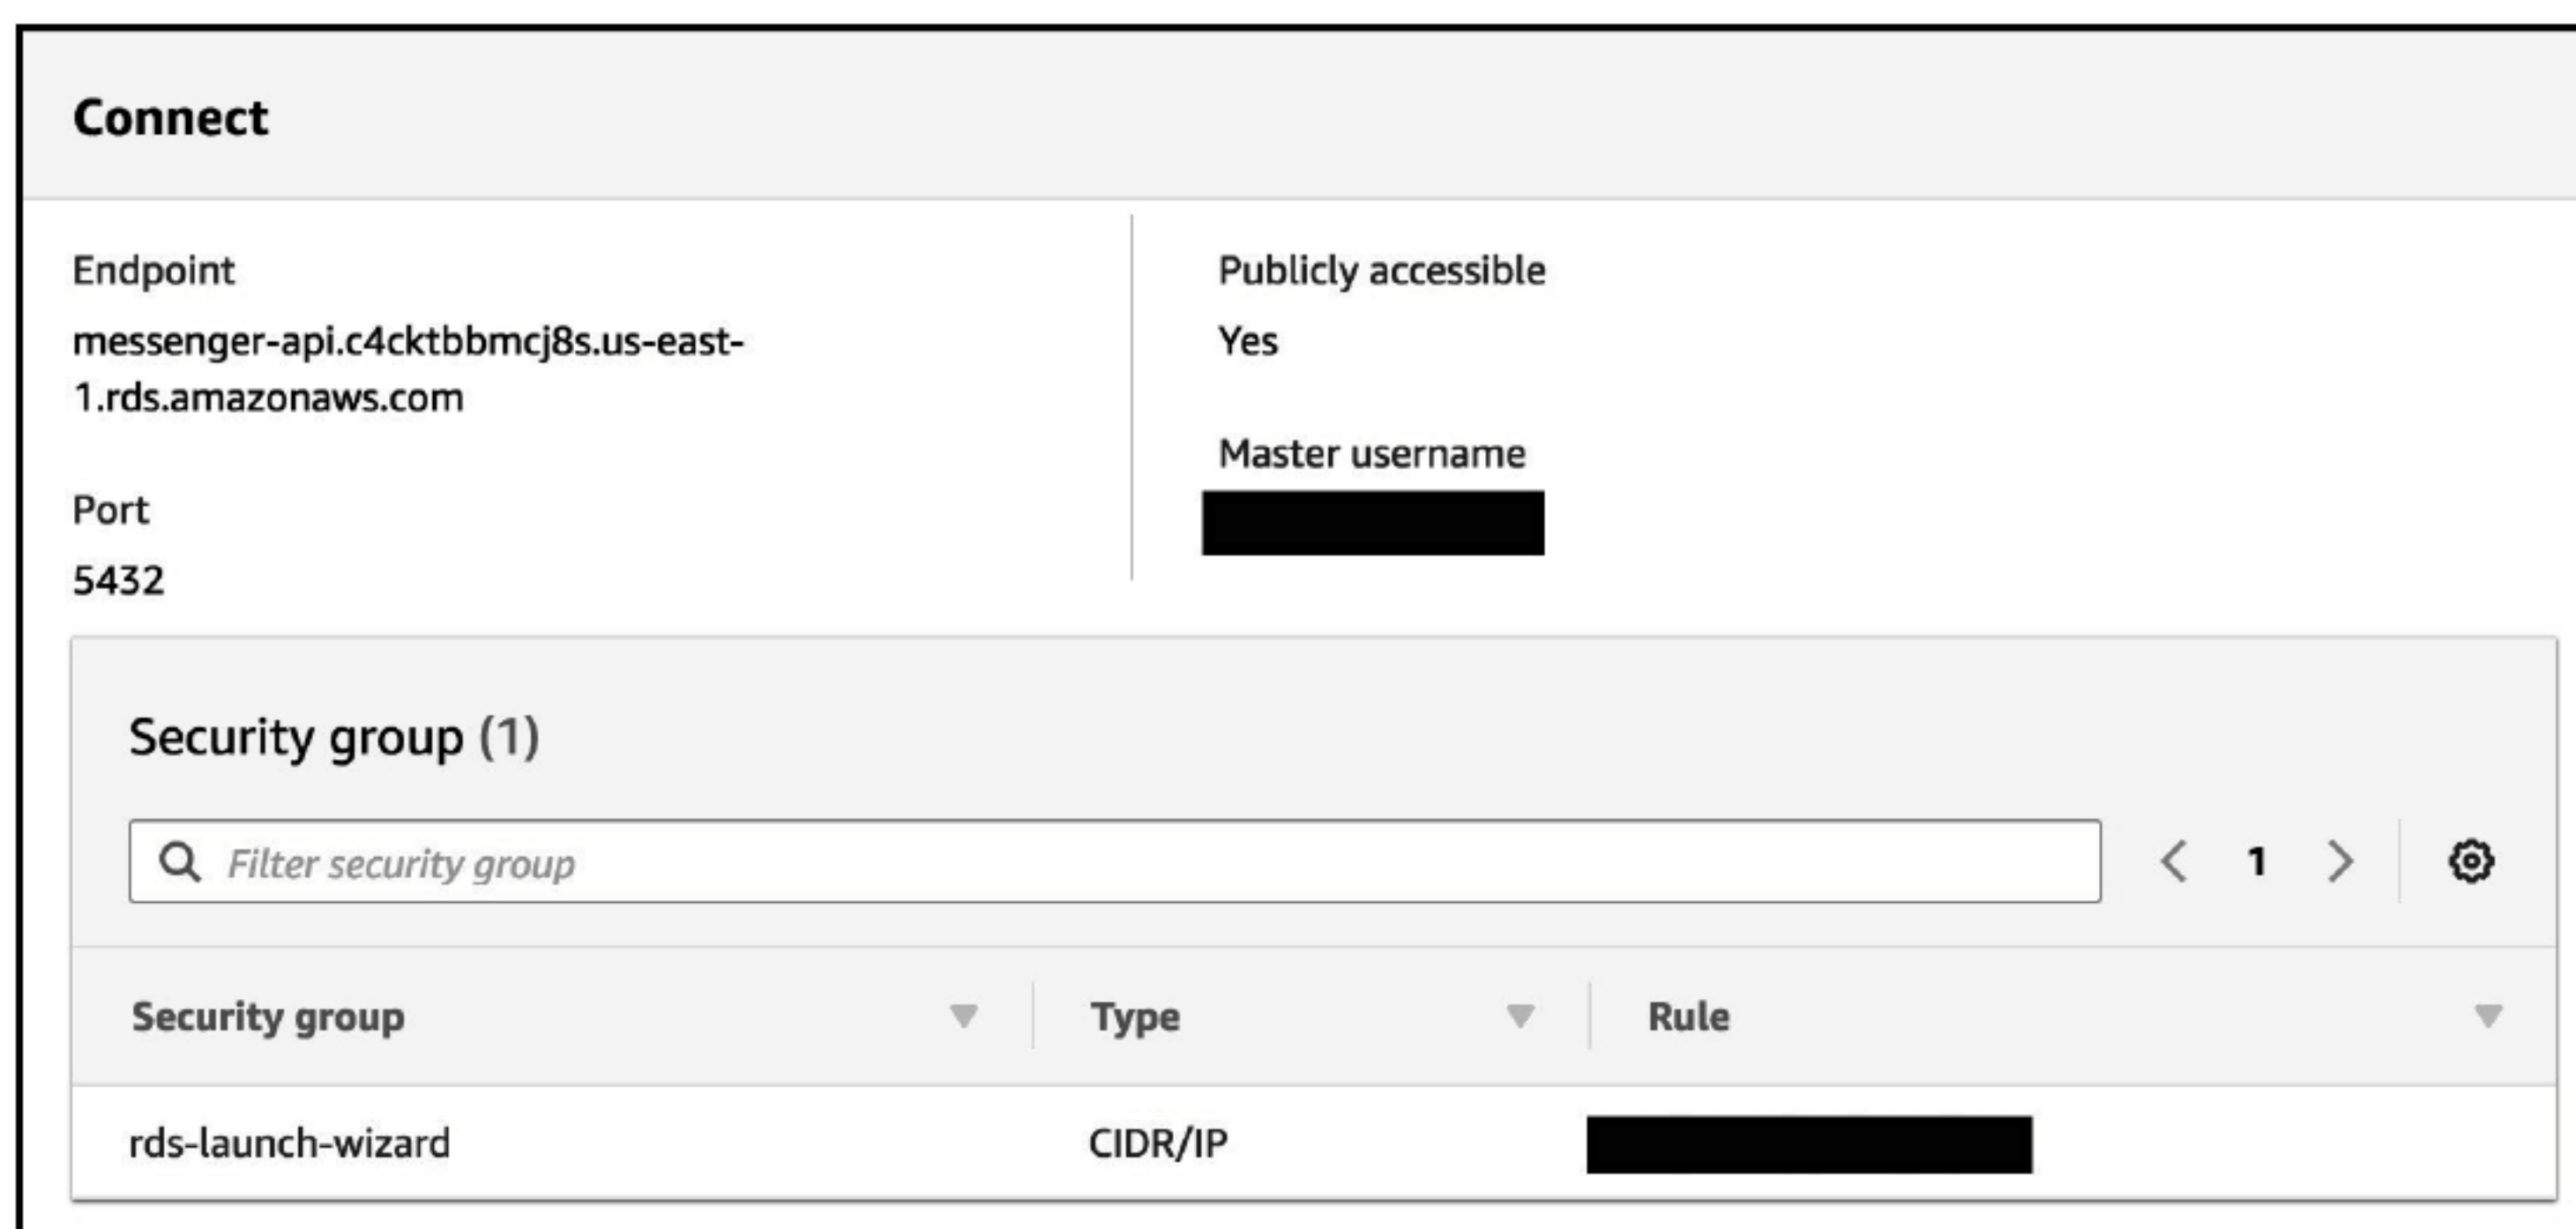 Connect
Endpoint
messenger-api.c4cktbbmcj8s.us-east-
1.rds.amazonaws.com
Port
5432
Publicly accessible
Yes
Master username
Security group (1)
Filter security group
1
Security group Type Rule
rds-launch-wizard CIDR/IP